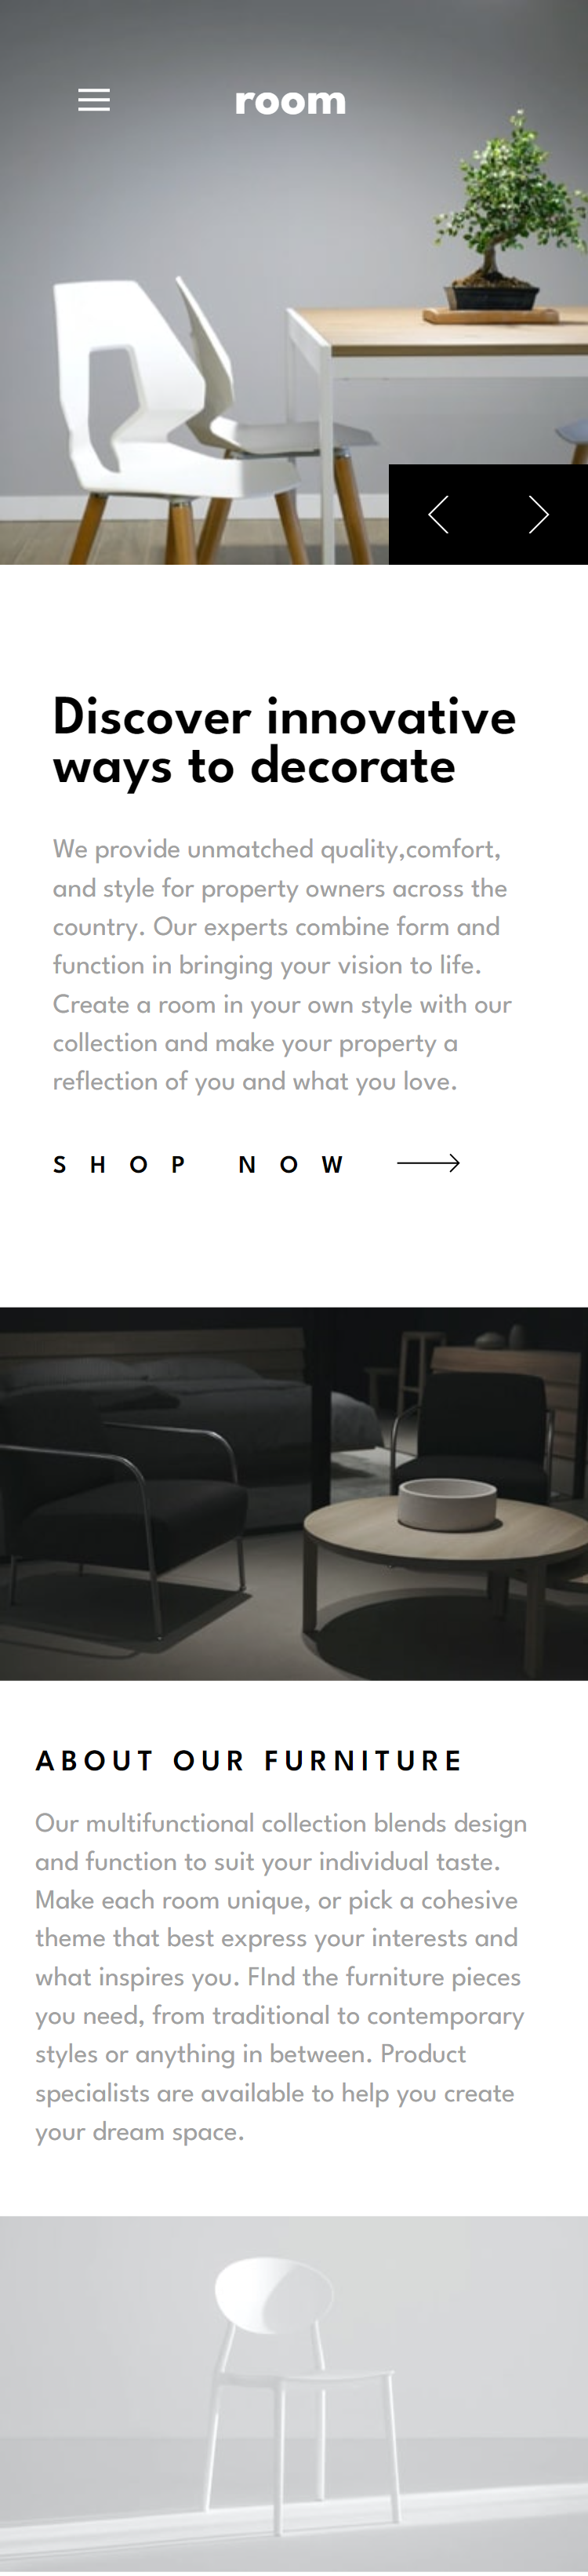 room
Discover innovative
ways to decorate
We provide unmatched quality,comfort,
and style for property owners across the
country. Our experts combine form and
function in bringing your vision to life.
Create a room in your own style with our
collection and make your property a
reflection of you and what you love.
SHOP NOW
ABOUT OUR FURNITURE
Our multifunctional collection blends design
and function to suit your individual taste.
Make each room unique, or pick a cohesive
theme that best express your interests and
what inspires you. FInd the furniture pieces
you need, from traditional to contemporary
styles or anything in between. Product
specialists are available to help you create
your dream space.